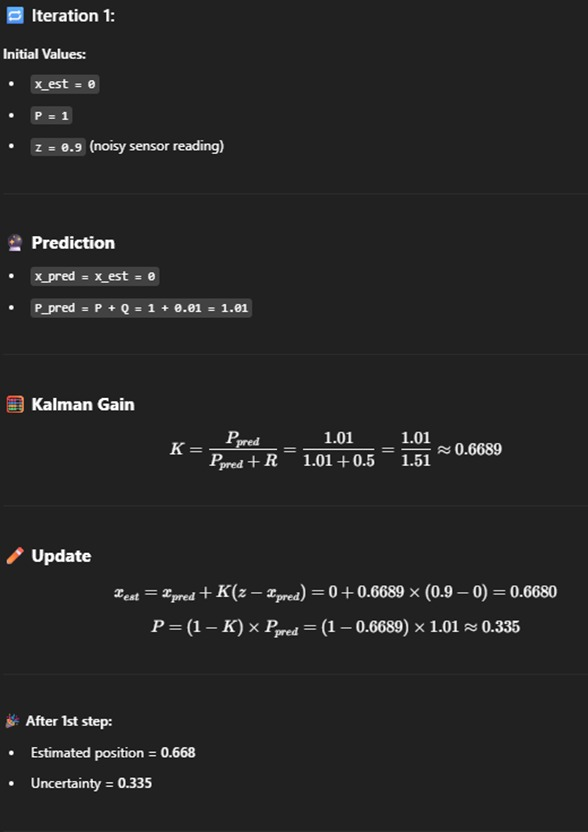 🔁 Iteration 1:
Initial Values:
• x_est = 0
• P = 1
• z = 0.9 (noisy sensor reading)
🔮 Prediction
• x_pred = x_est = 0
• P_pred = P + Q = 1 + 0.01 = 1.01
🧮 Kalman Gain
K = P_pred / (P_pred + R) = 1.01 / (1.01 + 0.5) = 1.01 / 1.51 ≈ 0.6689
✏️ Update
x_est = x_pred + K(z − x_pred) = 0 + 0.6689 × (0.9 − 0) = 0.6680
P = (1 − K) × P_pred = (1 − 0.6689) × 1.01 ≈ 0.335
🎉 After 1st step:
• Estimated position = 0.668
• Uncertainty = 0.335